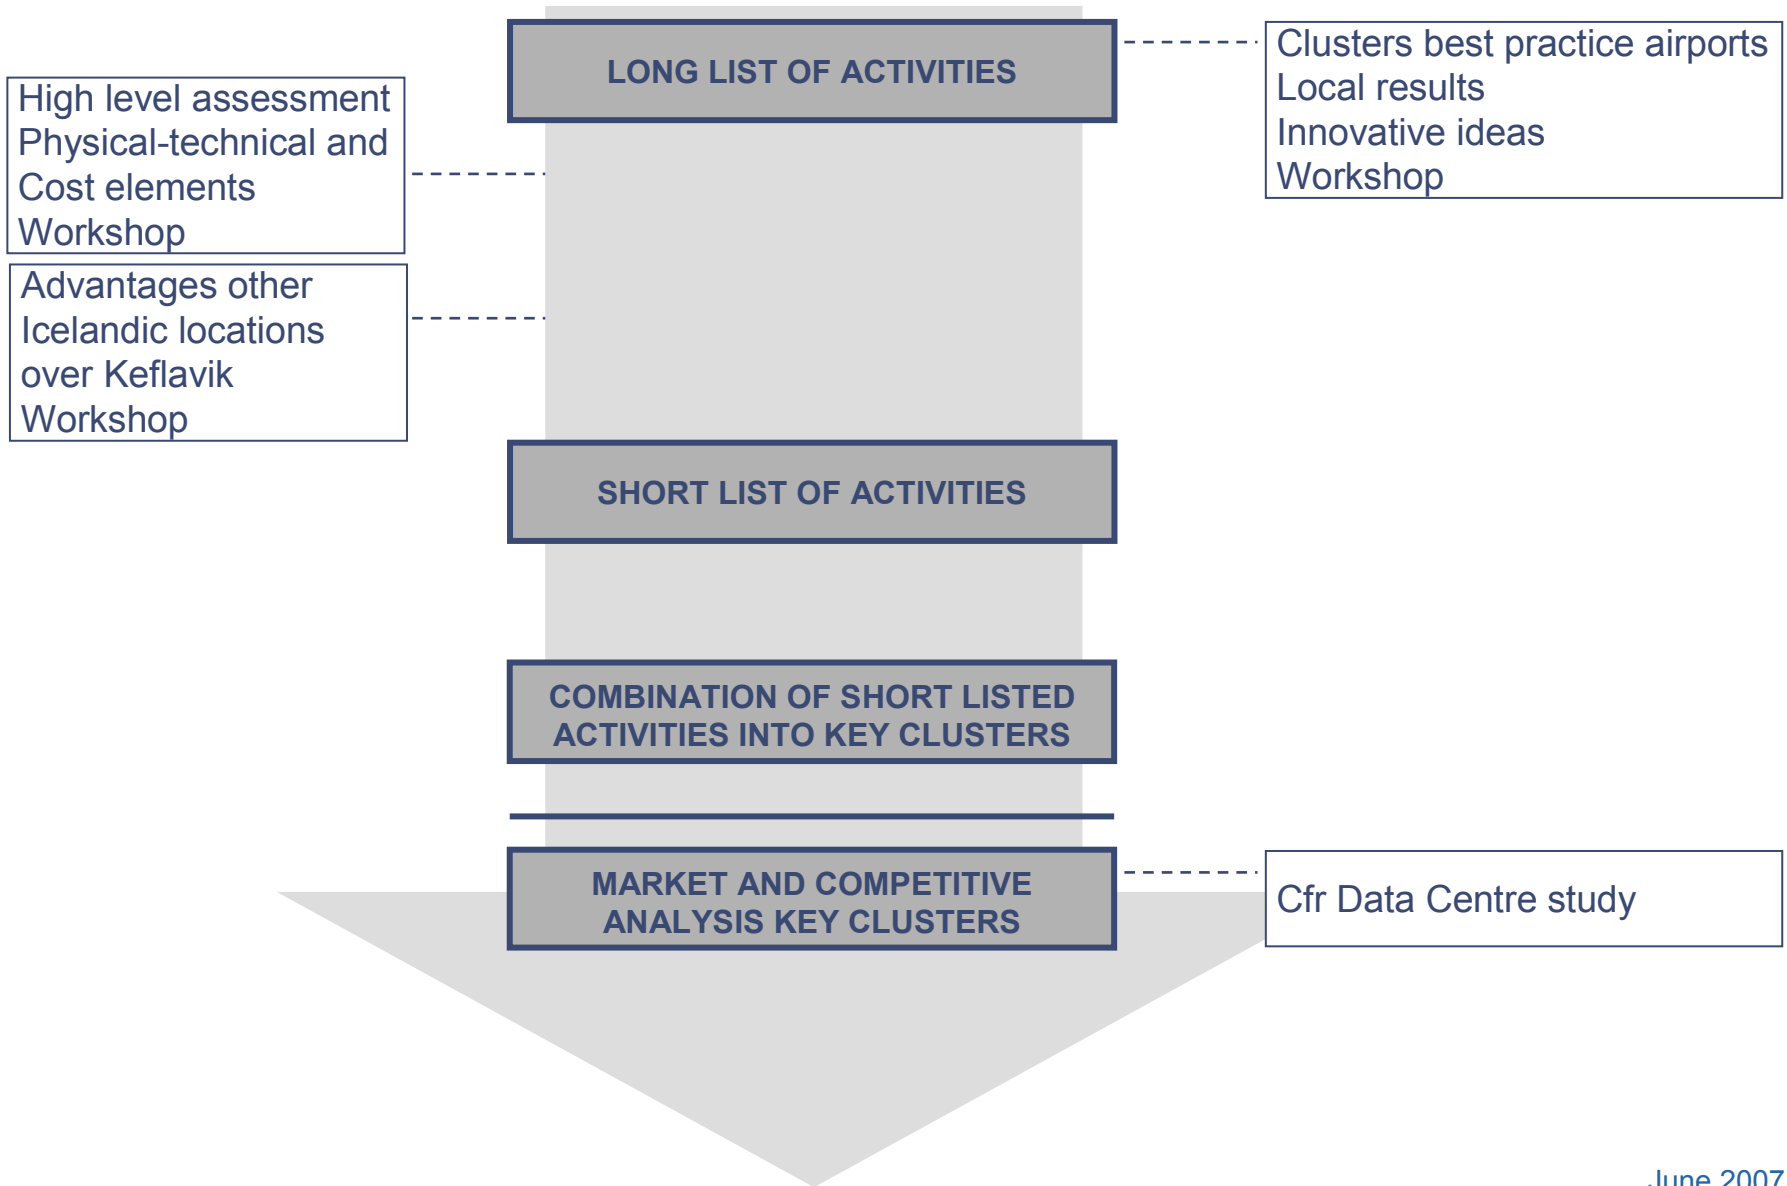 LONG LIST OF ACTIVITIES
Clusters best practice airports
Local results
Innovative ideas
Workshop
High level assessment
Physical-technical and
Cost elements
Workshop
Advantages other
Icelandic locations
over Keflavik
Workshop
SHORT LIST OF ACTIVITIES
COMBINATION OF SHORT LISTED
ACTIVITIES INTO KEY CLUSTERS
MARKET AND COMPETITIVE
ANALYSIS KEY CLUSTERS
Cfr Data Centre study
June 2007